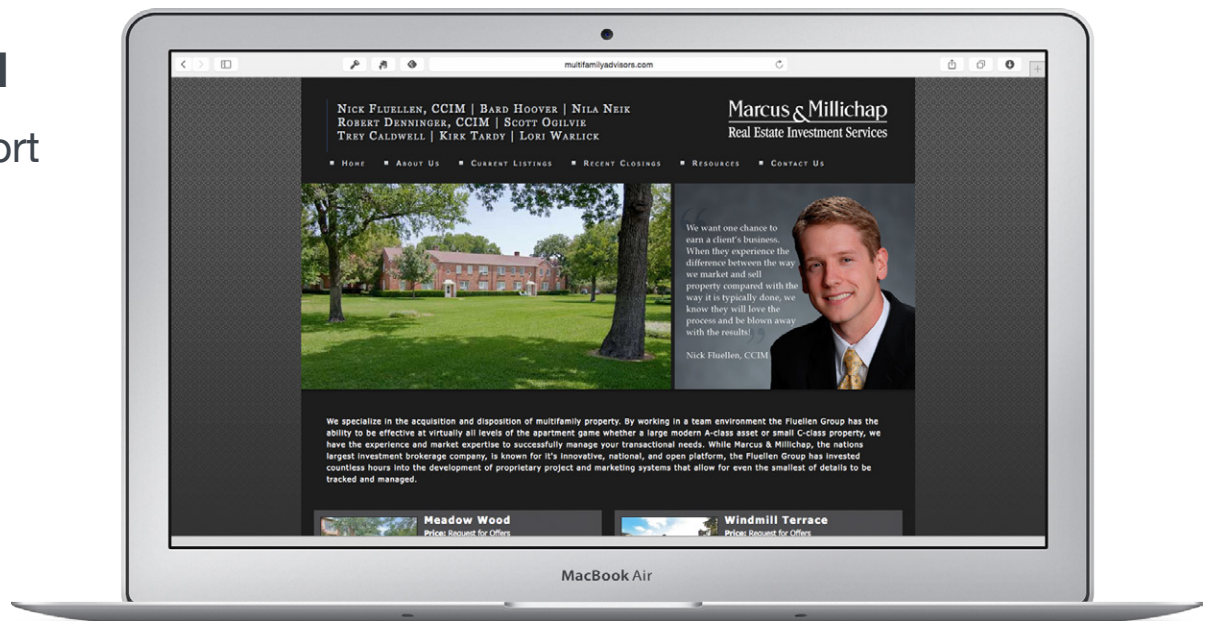 ort
multifamilyadvisors.com
NICK FLUELLEN, CCIM | BARD HOOVER | NILA NEIK
ROBERT DENNINGER, CCIM | SCOTT OGILVIE
TREY CALDWELL | KIRK TARDY | LORI WARLICK
Marcus & Millichap
Real Estate Investment Services
HOME ABOUT US CURRENT LISTINGS RECENT CLOSINGS RESOURCES CONTACT US
We want one chance to
earn a client's business.
When they experience the
difference between the way
we market and sell
property compared with the
way it is typically done, we
know they will love the
process and be blown away
with the results!
Nick Fluellen, CCIM
We specialize in the acquisition and disposition of multifamily property. By working in a team environment the Fluellen Group has the
ability to be effective at virtually all levels of the apartment game whether a large modern A-class asset or small C-class property, we
have the experience and market expertise to successfully manage your transactional needs. While Marcus & Millichap, the nations
largest investment brokerage company, is known for it's innovative, national, and open platform, the Fluellen Group has invested
countless hours into the development of proprietary project and marketing systems that allow for even the smallest of details to be
tracked and managed.
Meadow Wood
Price: Request for Offers
Windmill Terrace
Price: Request for Offers
MacBook Air